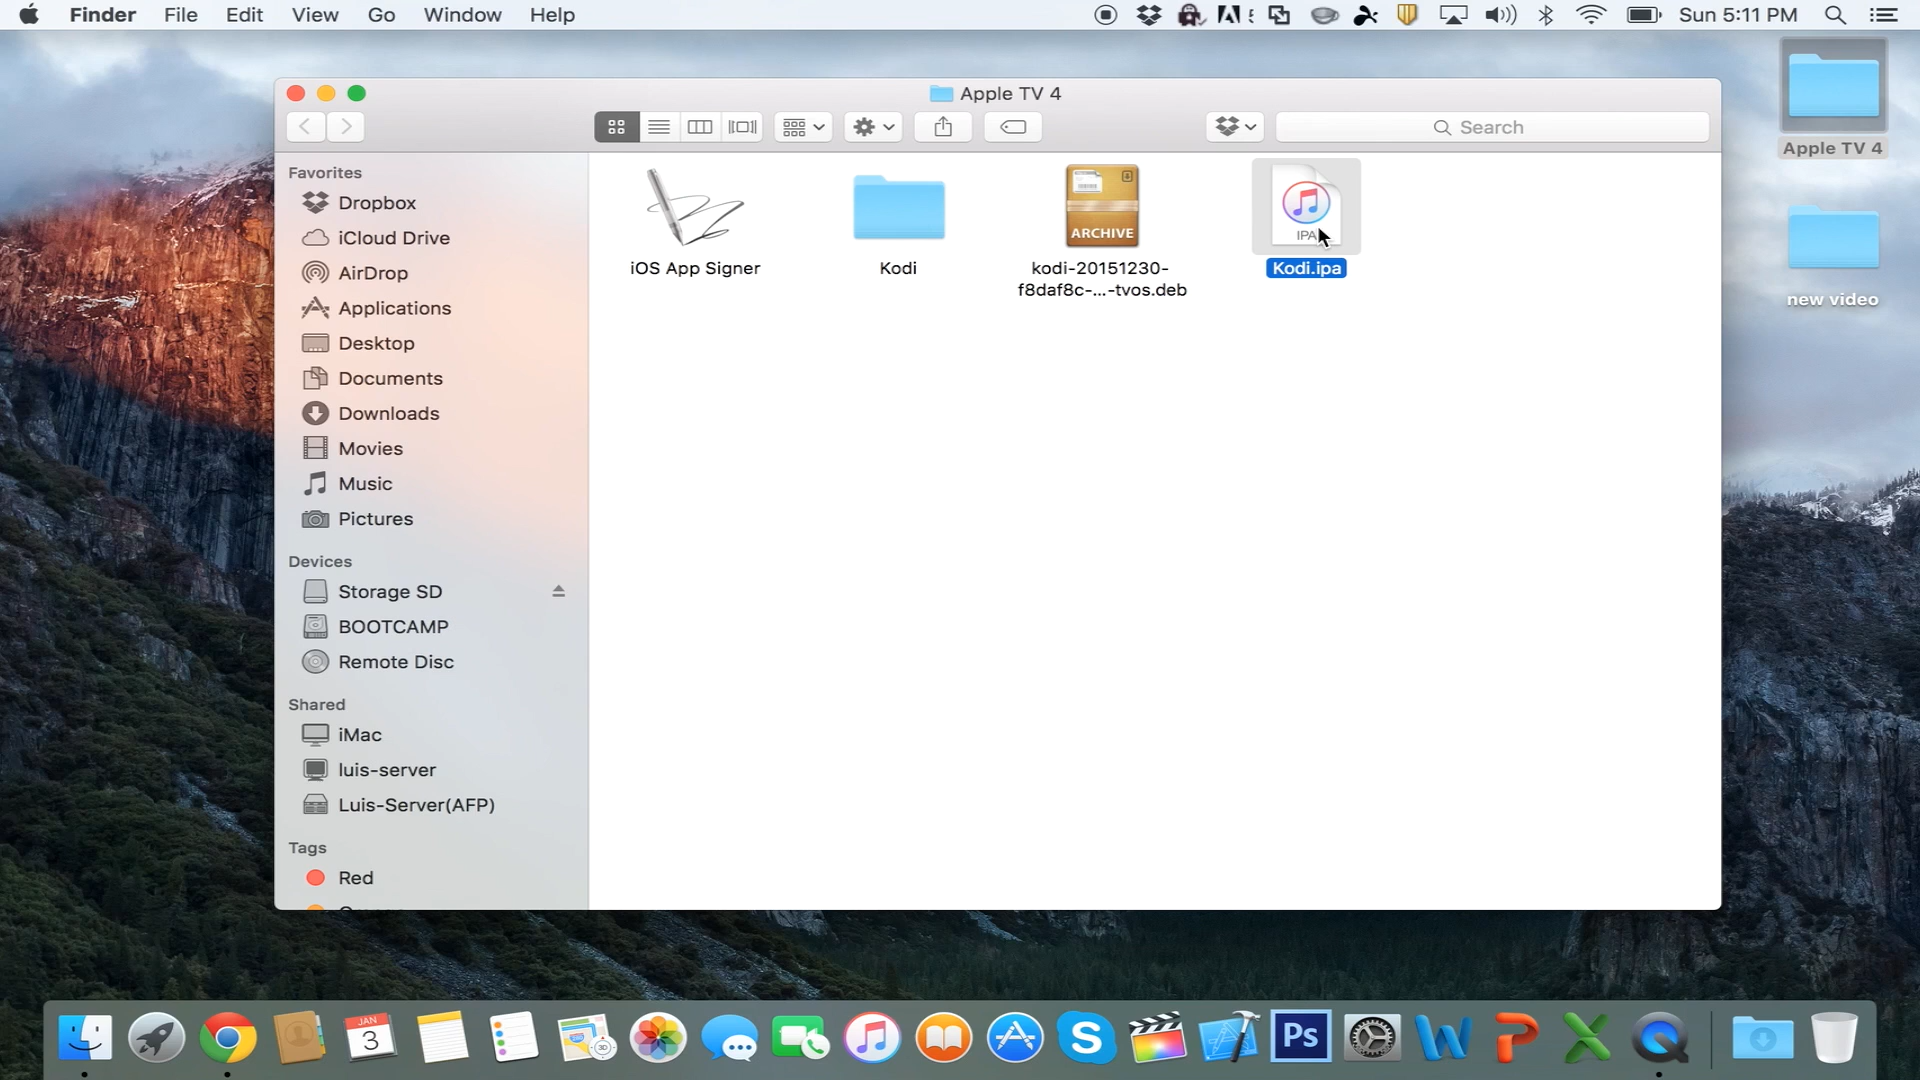 Finder File Edit View Go Window Help
Sun 5:11 PM
Apple TV 4
Search
Apple TV 4
new video
Favorites
Dropbox
iCloud Drive
AirDrop
Applications
Desktop
Documents
Downloads
Movies
Music
Pictures
Devices
Storage SD
BOOTCAMP
Remote Disc
Shared
iMac
luis-server
Luis-Server(AFP)
Tags
Red
iOS App Signer
Kodi
ARCHIVE
kodi-20151230-
f8daf8c-...-tvos.deb
IPA
Kodi.ipa
JAN
3
3D
Ps